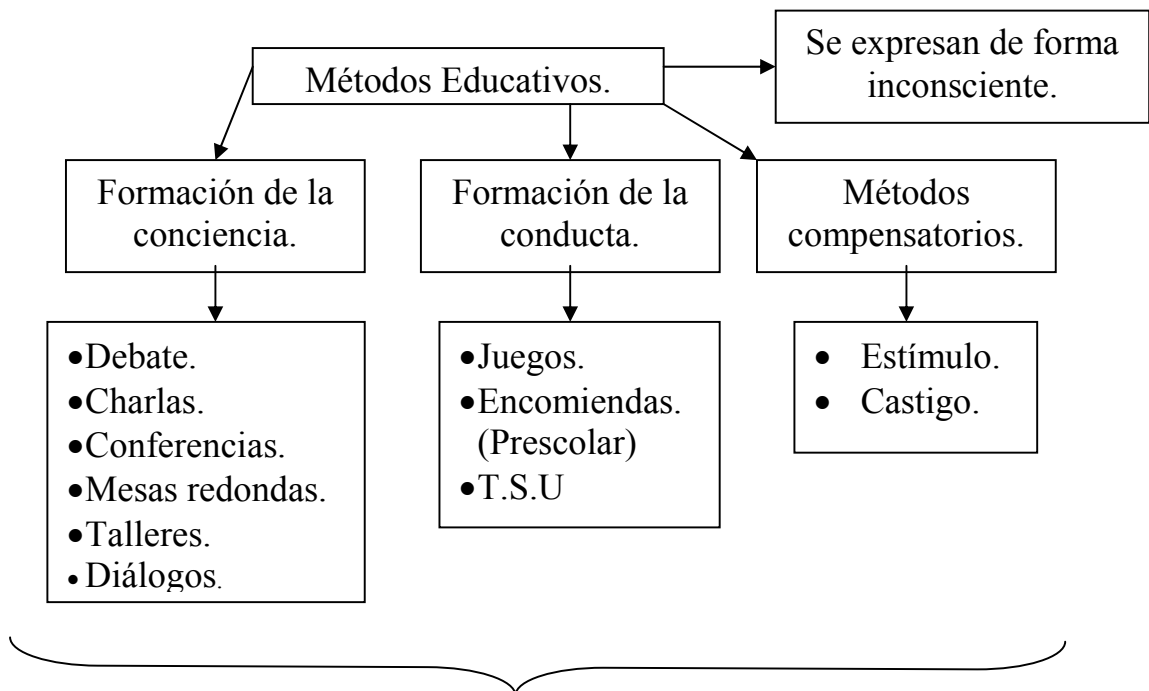 Se expresan de forma
inconsciente.
Métodos Educativos.
Formación de la
conciencia.
Formación de la
conducta.
Métodos
compensatorios.
•Debate.
•Charlas.
•Conferencias.
•Mesas redondas.
•Talleres.
•Diálogos.
•Juegos.
•Encomiendas.
(Prescolar)
•T.S.U
• Estímulo.
• Castigo.